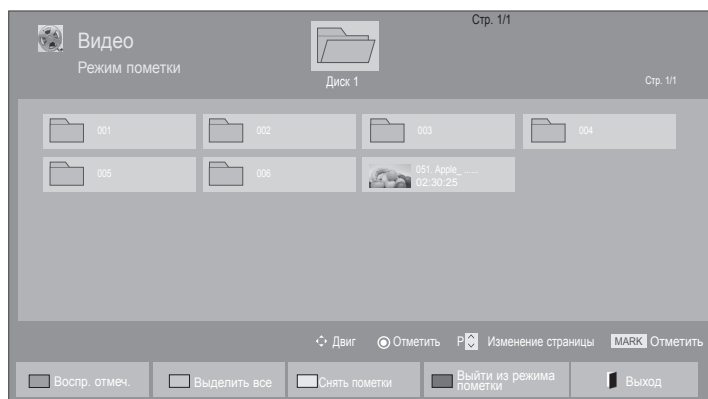 Стр. 1/1
Видео
Режим пометки
Диск 1
Стр. 1/1
001
002
003
004
005
006
051. Apple_ ......
02:30:25
Двиг
Отметить
P
Изменение страницы
MARK Отметить
Воспр. отмеч.
Выделить все
Снять пометки
Выйти из режима
пометки
Выход